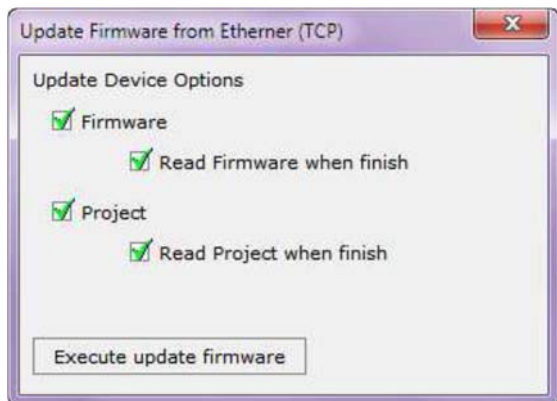 Update Firmware from Etherner (TCP)
Update Device Options
Firmware
Read Firmware when finish
Project
Read Project when finish
Execute update firmware